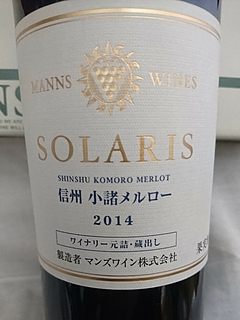 MANNS WINES
SOLARIS
SHINSHU KOMORO MERLOT
信州 小諸メルロー
2014
ワイナリー元詰・蔵出し
製造者 マンズワイン株式会社